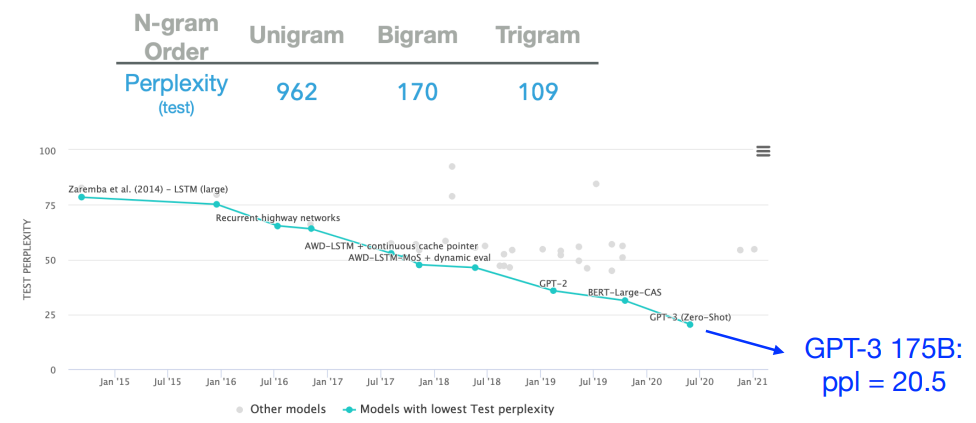 N-gram Order Unigram Bigram Trigram
Perplexity (test) 962 170 109
100
75
50
25
0
TEST PERPLEXITY
Zaremba et al. (2014) – LSTM (large)
Recurrent highway networks
AWD-LSTM + continuous cache pointer
AWD-LSTM-MoS + dynamic eval
GPT-2
BERT-Large-CAS
GPT-3 (Zero-Shot)
GPT-3 175B:
ppl = 20.5
Jan '15 Jul '15 Jan '16 Jul '16 Jan '17 Jul '17 Jan '18 Jul '18 Jan '19 Jul '19 Jan '20 Jul '20 Jan '21
Other models Models with lowest Test perplexity